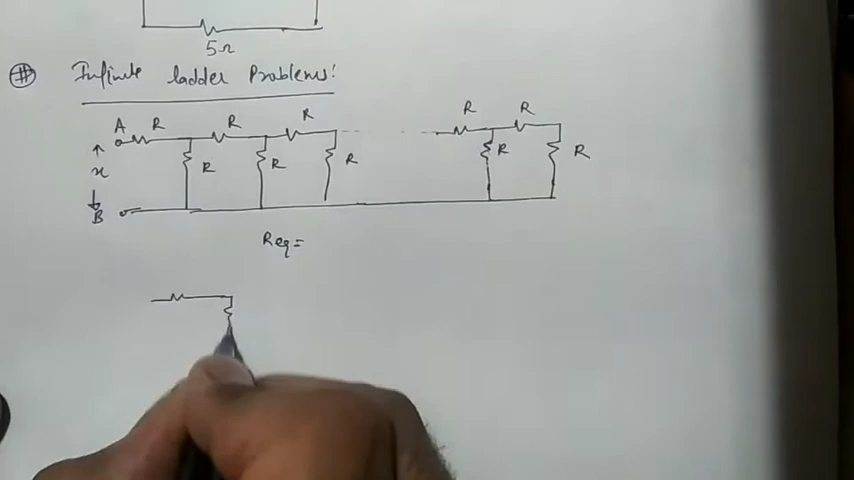 5Ω
# Infinite ladder Problems!
A R R R R R
x R R R R R
B
Req=